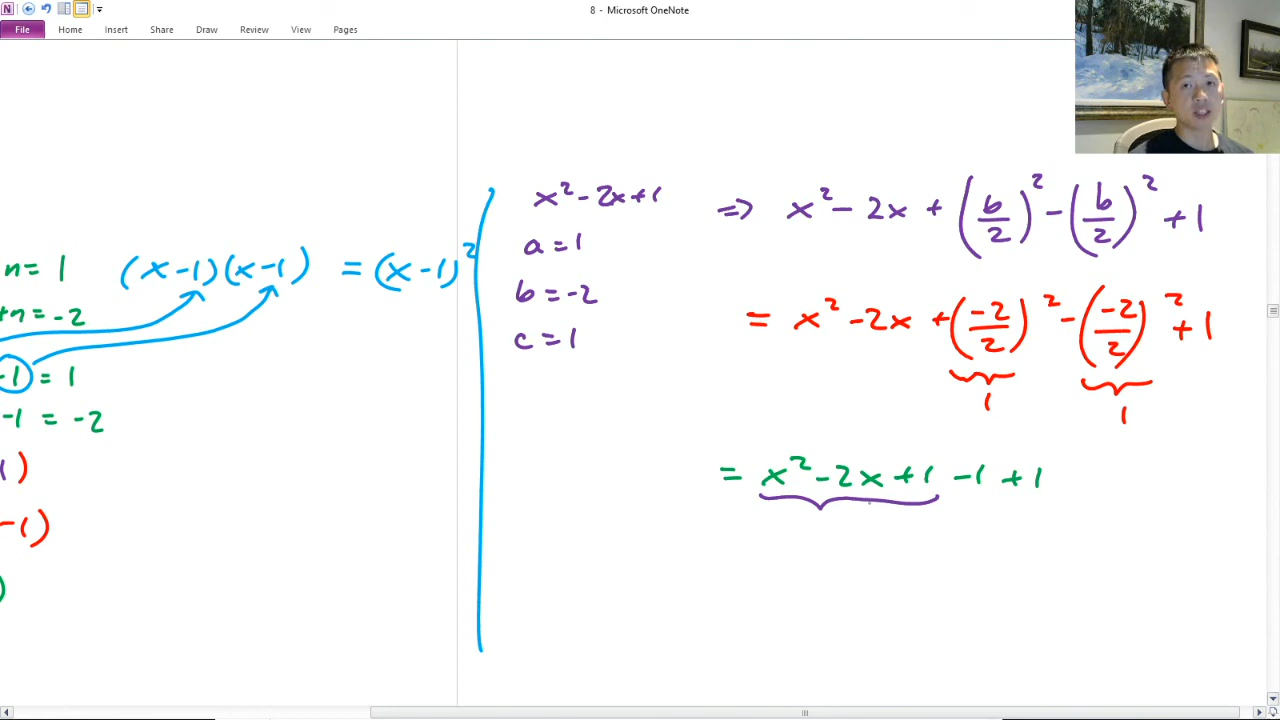 8 - Microsoft OneNote
File Home Insert Share Draw Review View Pages
n = 1 (x - 1)(x - 1) = (x - 1)²
+n = -2
-1 = 1
-1 = -2
1)
-1)
)
x² - 2x + 1 => x² - 2x + (b/2)² - (b/2)² + 1
a = 1
b = -2
c = 1
= x² - 2x + (-2/2)² - (-2/2)² + 1
1 1
= x² - 2x + 1 - 1 + 1